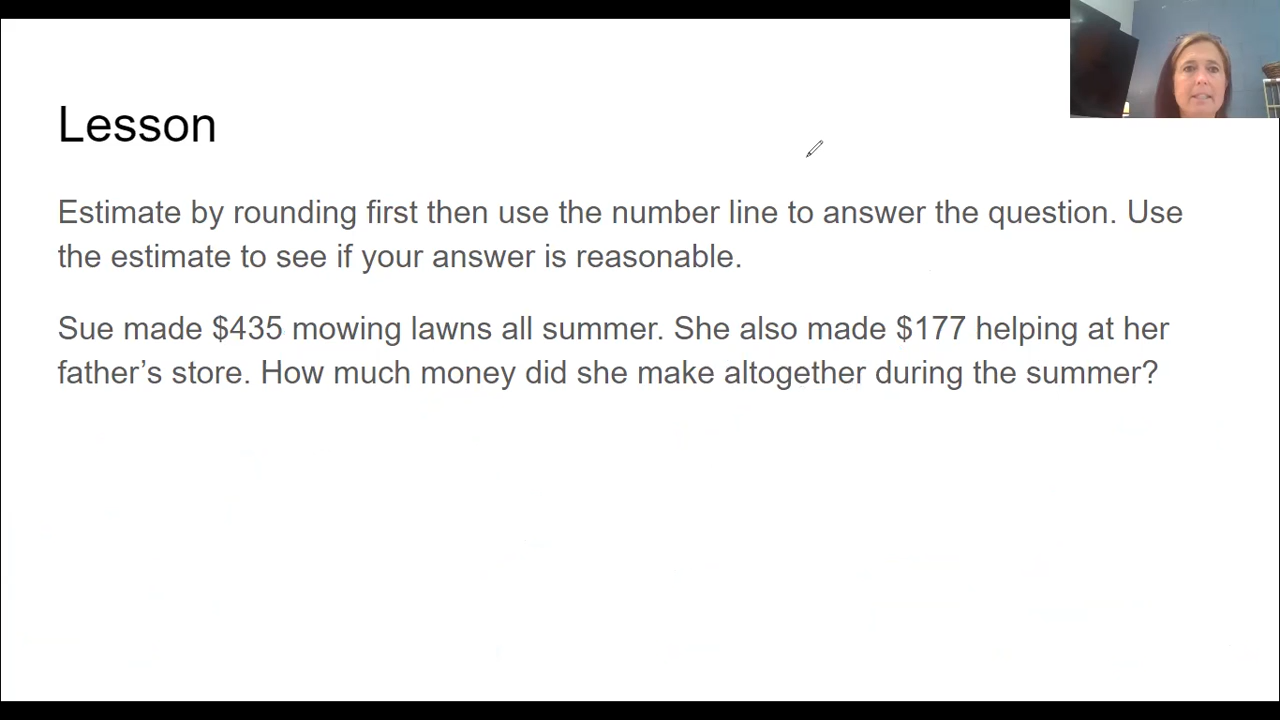 Lesson
Estimate by rounding first then use the number line to answer the question. Use
the estimate to see if your answer is reasonable.
Sue made $435 mowing lawns all summer. She also made $177 helping at her
father’s store. How much money did she make altogether during the summer?